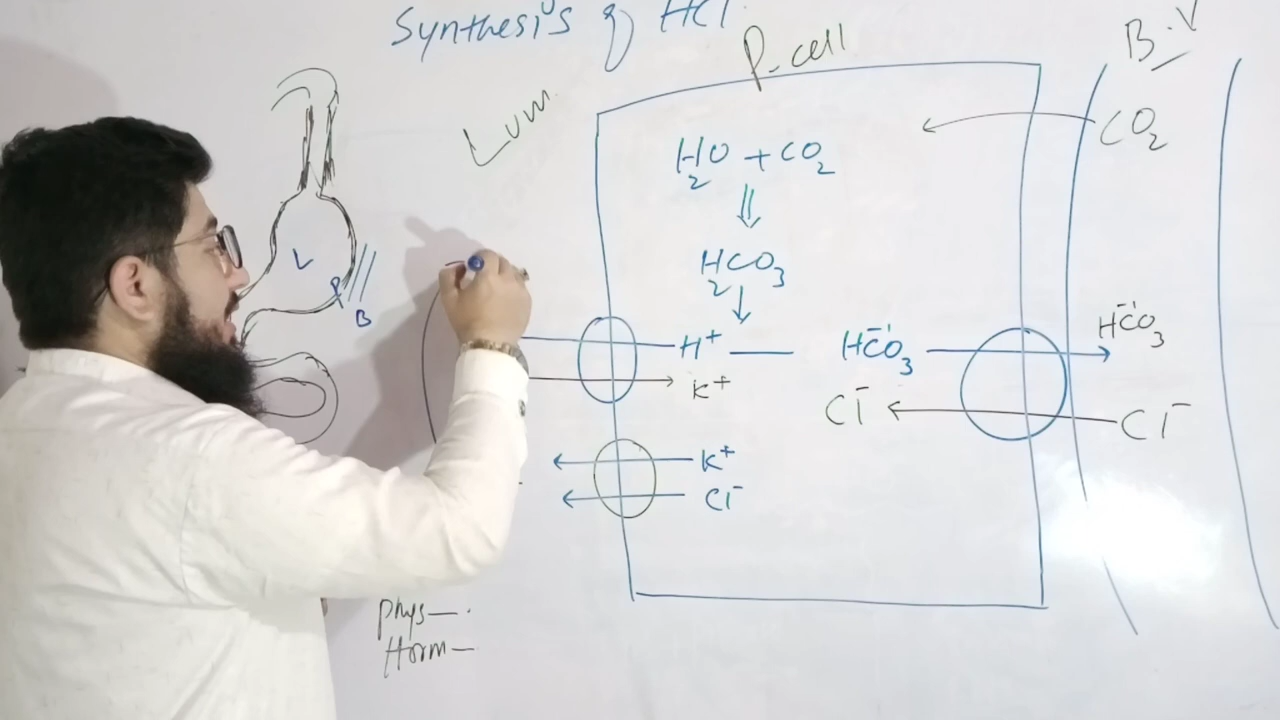 Synthesis of HCl.
P-cell
B.V
Lum.
CO2
H2O + CO2
H2CO3
H+ — HCO3-
HCO3-
K+
Cl-
Cl-
K+
Cl-
L
P
B
Phys—.
Horm—